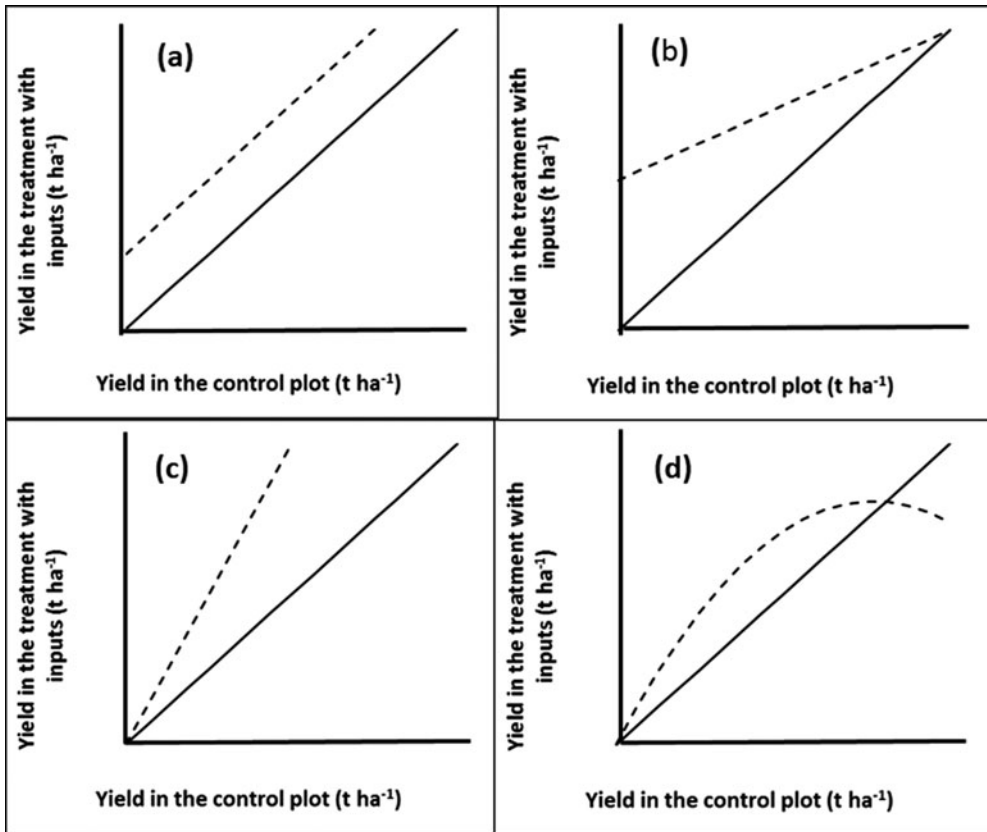 (a)
Yield in the treatment with
inputs (t ha⁻¹)
Yield in the control plot (t ha⁻¹)
(b)
Yield in the treatment with
inputs (t ha⁻¹)
Yield in the control plot (t ha⁻¹)
(c)
Yield in the treatment with
inputs (t ha⁻¹)
Yield in the control plot (t ha⁻¹)
(d)
Yield in the treatment with
inputs (t ha⁻¹)
Yield in the control plot (t ha⁻¹)